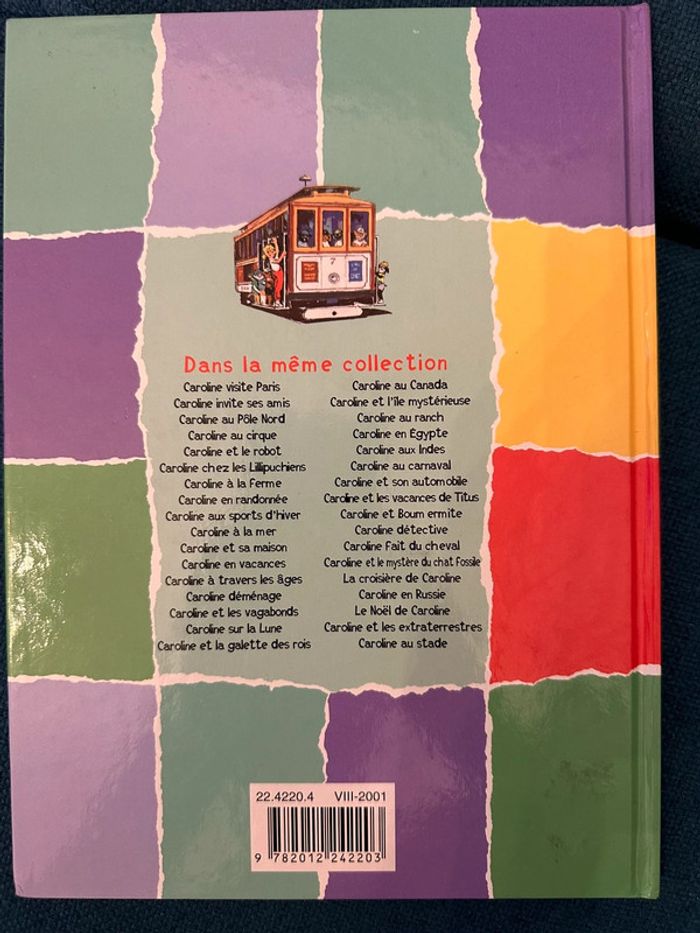 7
Dans la même collection
Caroline visite Paris
Caroline invite ses amis
Caroline au Pôle Nord
Caroline au cirque
Caroline et le robot
Caroline chez les Lillipuchiens
Caroline à la Ferme
Caroline en randonnée
Caroline aux sports d'hiver
Caroline à la mer
Caroline et sa maison
Caroline en vacances
Caroline à travers les âges
Caroline déménage
Caroline et les vagabonds
Caroline sur la Lune
Caroline et la galette des rois
Caroline au Canada
Caroline et l'île mystérieuse
Caroline au ranch
Caroline en Égypte
Caroline aux Indes
Caroline au carnaval
Caroline et son automobile
Caroline et les vacances de Titus
Caroline et Boum ermite
Caroline détective
Caroline Fait du cheval
Caroline et le mystère du chat Fossile
La croisière de Caroline
Caroline en Russie
Le Noël de Caroline
Caroline et les extraterrestres
Caroline au stade
22.4220.4 VIII-2001
9 782012 242203